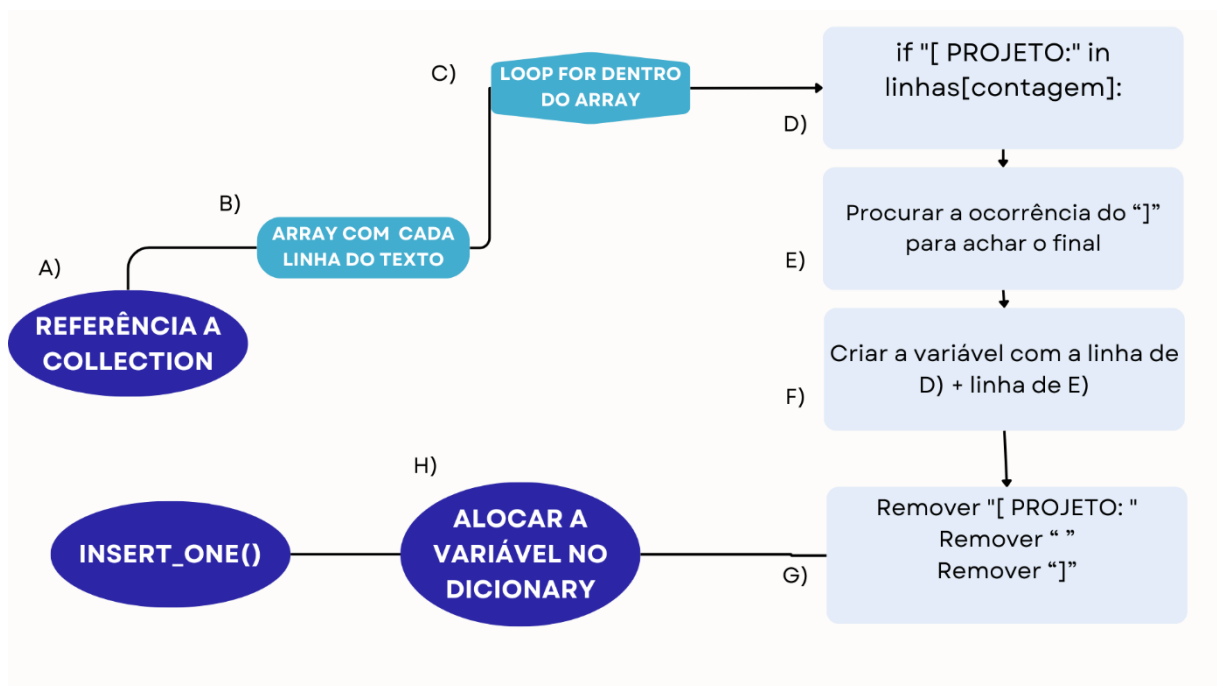 A)
REFERÊNCIA A
COLLECTION
B)
ARRAY COM CADA
LINHA DO TEXTO
C)
LOOP FOR DENTRO
DO ARRAY
D)
if "[ PROJETO:" in
linhas[contagem]:
E)
Procurar a ocorrência do “]”
para achar o final
F)
Criar a variável com a linha de
D) + linha de E)
G)
Remover "[ PROJETO: "
Remover “ ”
Remover “]”
H)
ALOCAR A
VARIÁVEL NO
DICIONARY
INSERT_ONE()